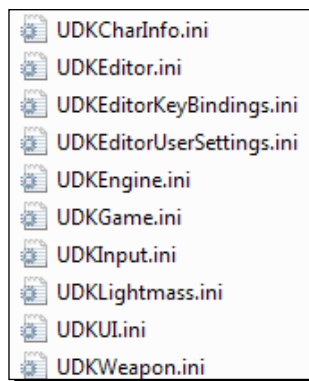 UDKCharInfo.ini
UDKEditor.ini
UDKEditorKeyBindings.ini
UDKEditorUserSettings.ini
UDKEngine.ini
UDKGame.ini
UDKInput.ini
UDKLightmass.ini
UDKUI.ini
UDKWeapon.ini